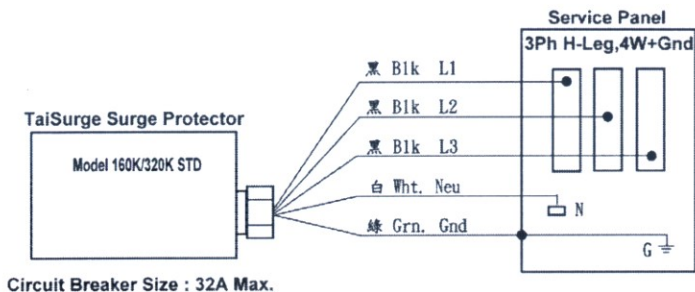 Service Panel
3Ph H-Leg,4W+Gnd
黑 Blk L1
TaiSurge Surge Protector
黑 Blk L2
Model 160K/320K STD
黑 Blk L3
白 Wht. Neu
N
綠 Grn. Gnd
G
Circuit Breaker Size : 32A Max.